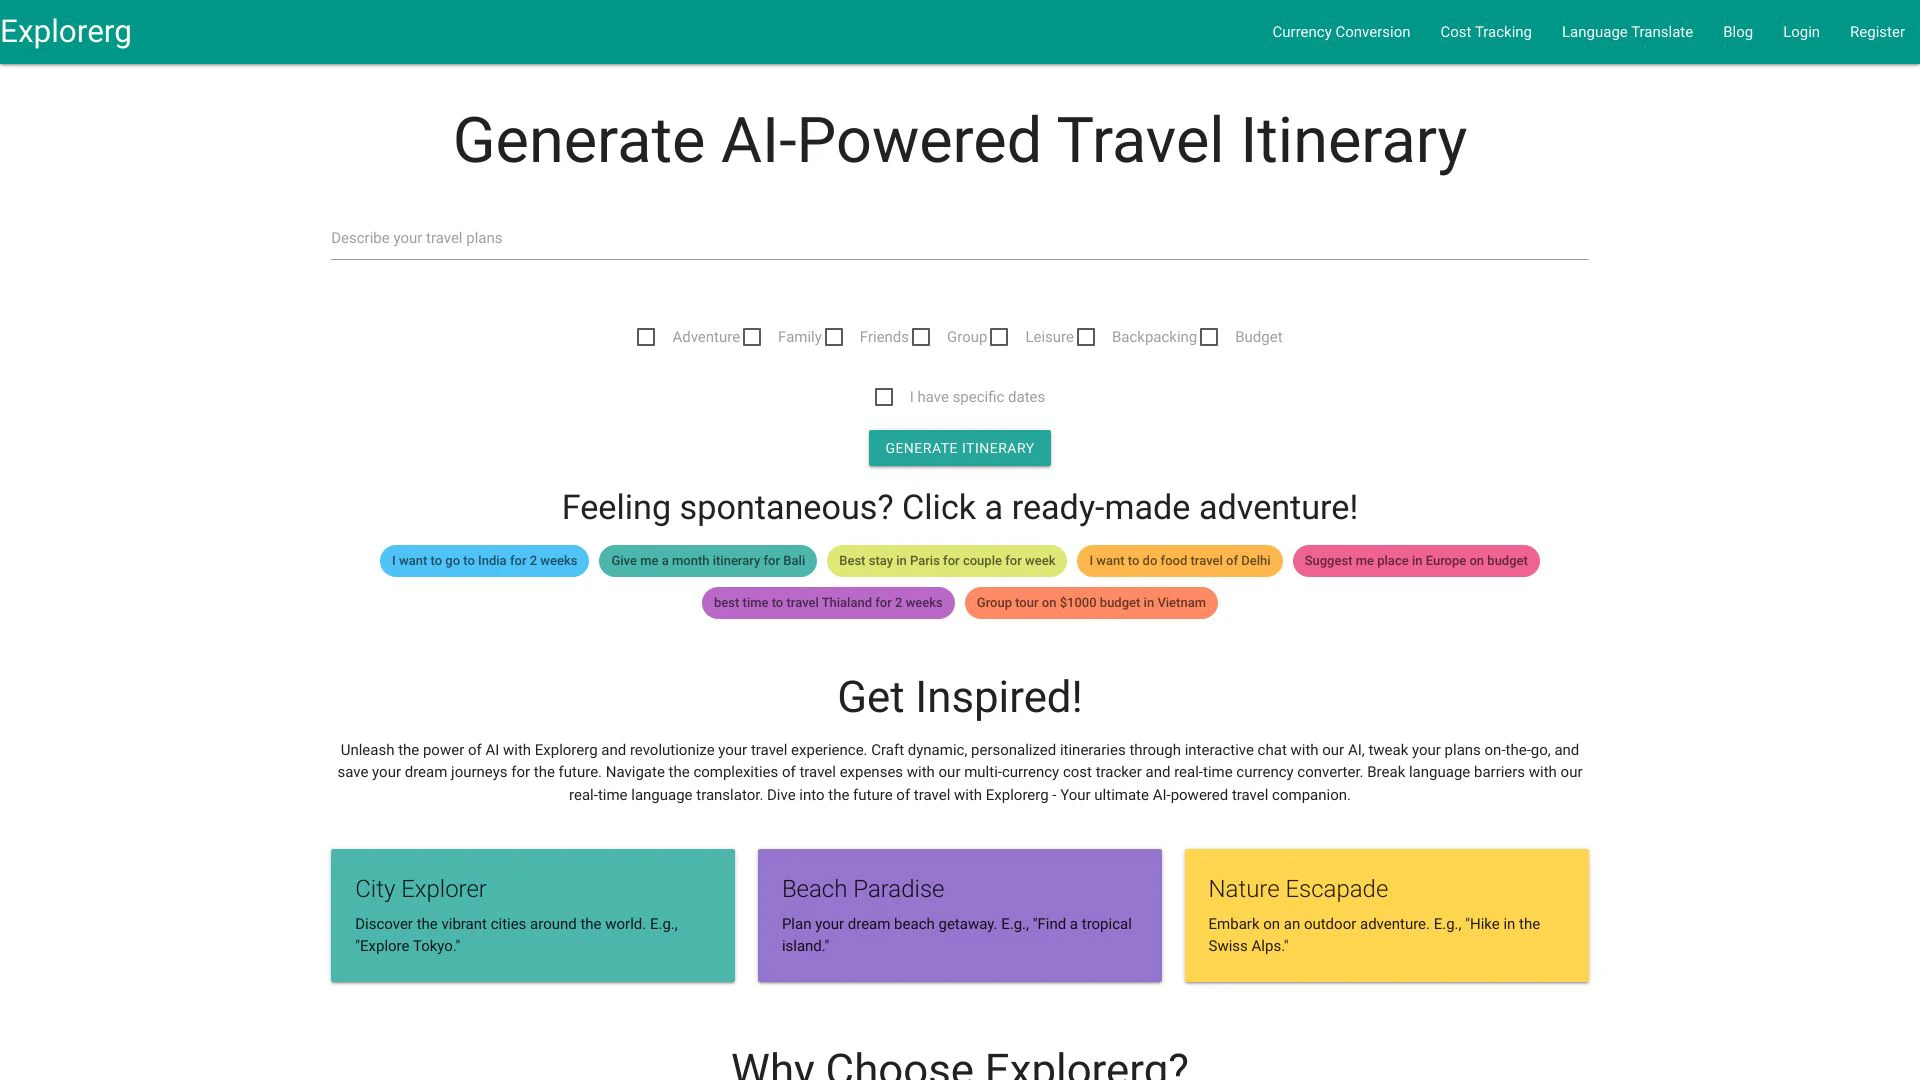 Explorerg
Currency Conversion
Cost Tracking
Language Translate
Blog
Login
Register
Generate AI-Powered Travel Itinerary
Describe your travel plans
Adventure
Family
Friends
Group
Leisure
Backpacking
Budget
I have specific dates
GENERATE ITINERARY
Feeling spontaneous? Click a ready-made adventure!
I want to go to India for 2 weeks
Give me a month itinerary for Bali
Best stay in Paris for couple for week
I want to do food travel of Delhi
Suggest me place in Europe on budget
best time to travel Thialand for 2 weeks
Group tour on $1000 budget in Vietnam
Get Inspired!
Unleash the power of AI with Explorerg and revolutionize your travel experience. Craft dynamic, personalized itineraries through interactive chat with our AI, tweak your plans on-the-go, and
save your dream journeys for the future. Navigate the complexities of travel expenses with our multi-currency cost tracker and real-time currency converter. Break language barriers with our
real-time language translator. Dive into the future of travel with Explorerg - Your ultimate AI-powered travel companion.
City Explorer
Discover the vibrant cities around the world. E.g.,
"Explore Tokyo."
Beach Paradise
Plan your dream beach getaway. E.g., "Find a tropical
island."
Nature Escapade
Embark on an outdoor adventure. E.g., "Hike in the
Swiss Alps."
Why Choose Explorerg?